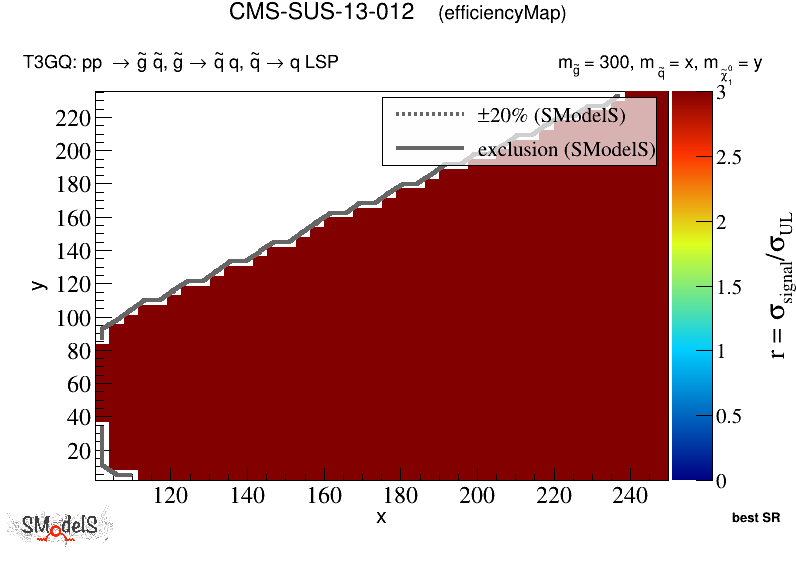 CMS-SUS-13-012 (efficiencyMap)
T3GQ: pp → g̃ q̃, g̃ → q̃ q, q̃ → q LSP
m_g̃ = 300, m_q̃ = x, m_χ̃₁⁰ = y
±20% (SModelS)
exclusion (SModelS)
220
200
180
160
140
120
100
80
60
40
20
y
120 140 160 180 200 220 240
x
3
2.5
2
1.5
1
0.5
0
r = σ_signal/σ_UL
SModelS
best SR